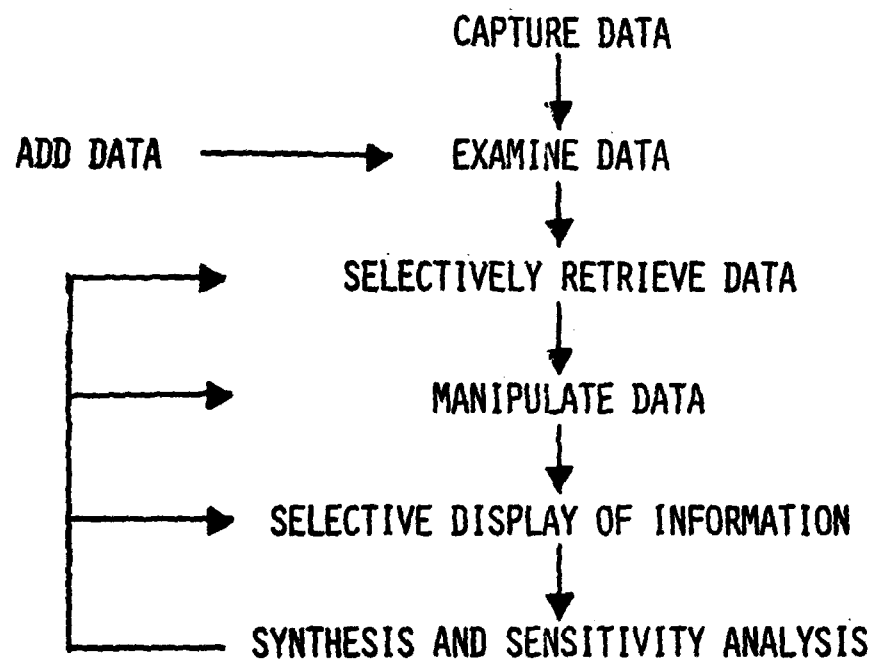 CAPTURE DATA
ADD DATA
EXAMINE DATA
SELECTIVELY RETRIEVE DATA
MANIPULATE DATA
SELECTIVE DISPLAY OF INFORMATION
SYNTHESIS AND SENSITIVITY ANALYSIS